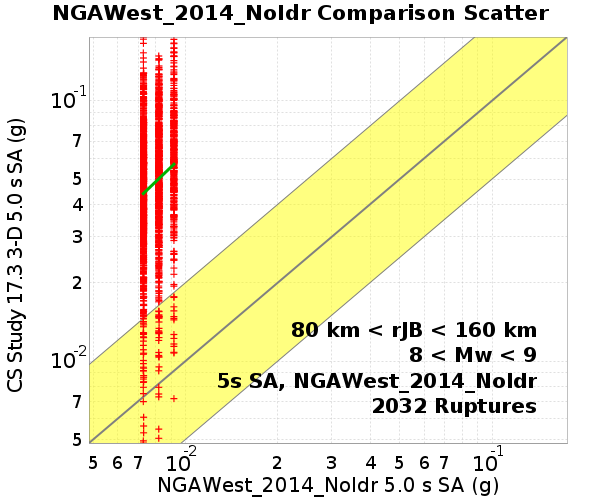 NGAWest_2014_NoIdr Comparison Scatter
CS Study 17.3 3-D 5.0 s SA (g)
10-1
7
5
4
3
2
10-2
7
5
80 km < rJB < 160 km
8 < Mw < 9
5s SA, NGAWest_2014_NoIdr
2032 Ruptures
5 6 7 10-2 2 3 4 5 6 7 10-1
NGAWest_2014_NoIdr 5.0 s SA (g)